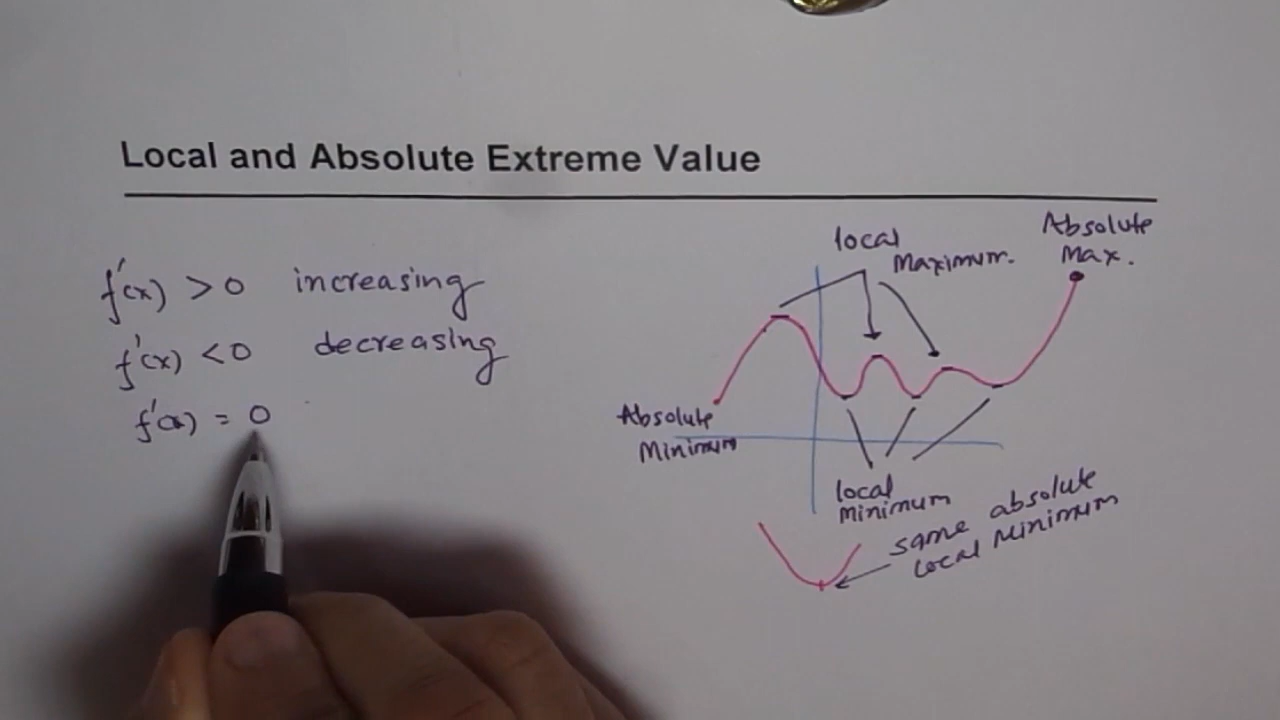 Local and Absolute Extreme Value
f'(x) > 0 increasing
f'(x) < 0 decreasing
f'(x) = 0
local
Maximum.
Absolute
Max.
Absolute
Minimum
local
Minimum
same absolute
local Minimum